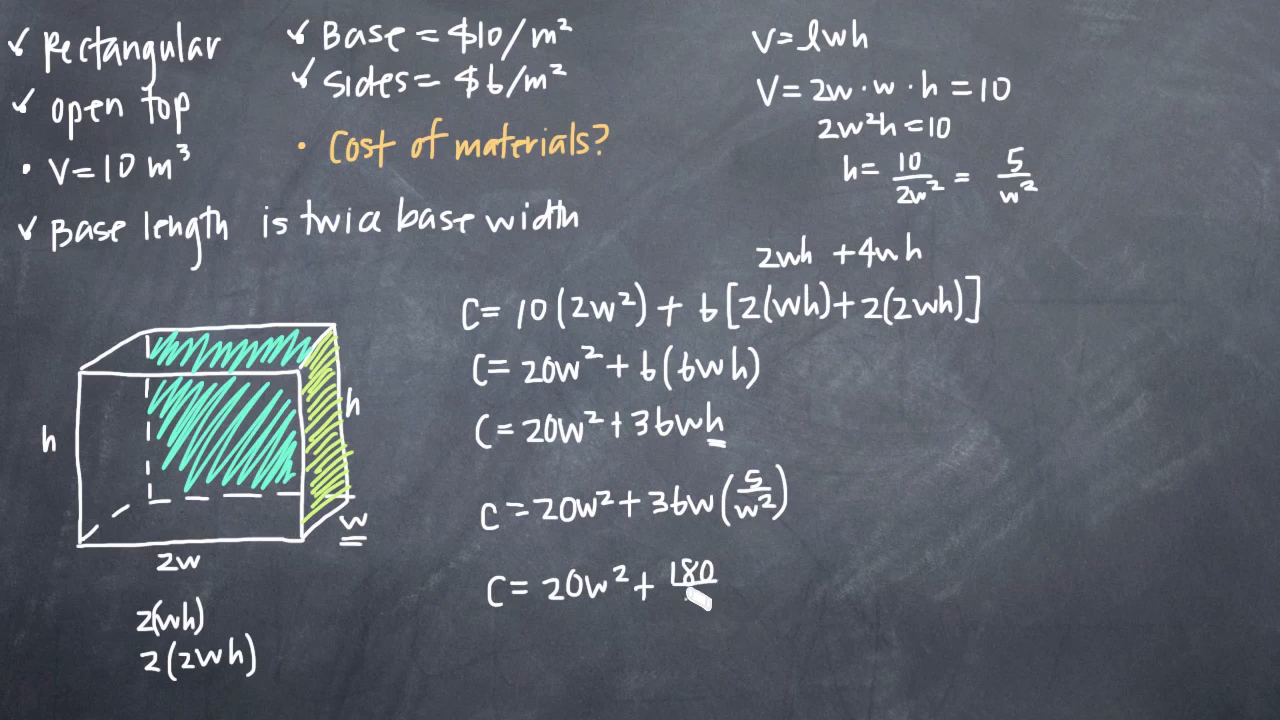 ✓ Rectangular
✓ open top
• V = 10 m³
✓ Base length is twice base width
✓ Base = $10/m²
✓ Sides = $6/m²
• Cost of materials?
V = lwh
V = 2w · w · h = 10
2w²h = 10
h = 10/2w² = 5/w²
2wh + 4wh
C = 10(2w²) + 6[2(wh) + 2(2wh)]
C = 20w² + 6(6wh)
C = 20w² + 36wh
C = 20w² + 36w(5/w²)
C = 20w² + 180
h
h
w
2w
2(wh)
2(2wh)